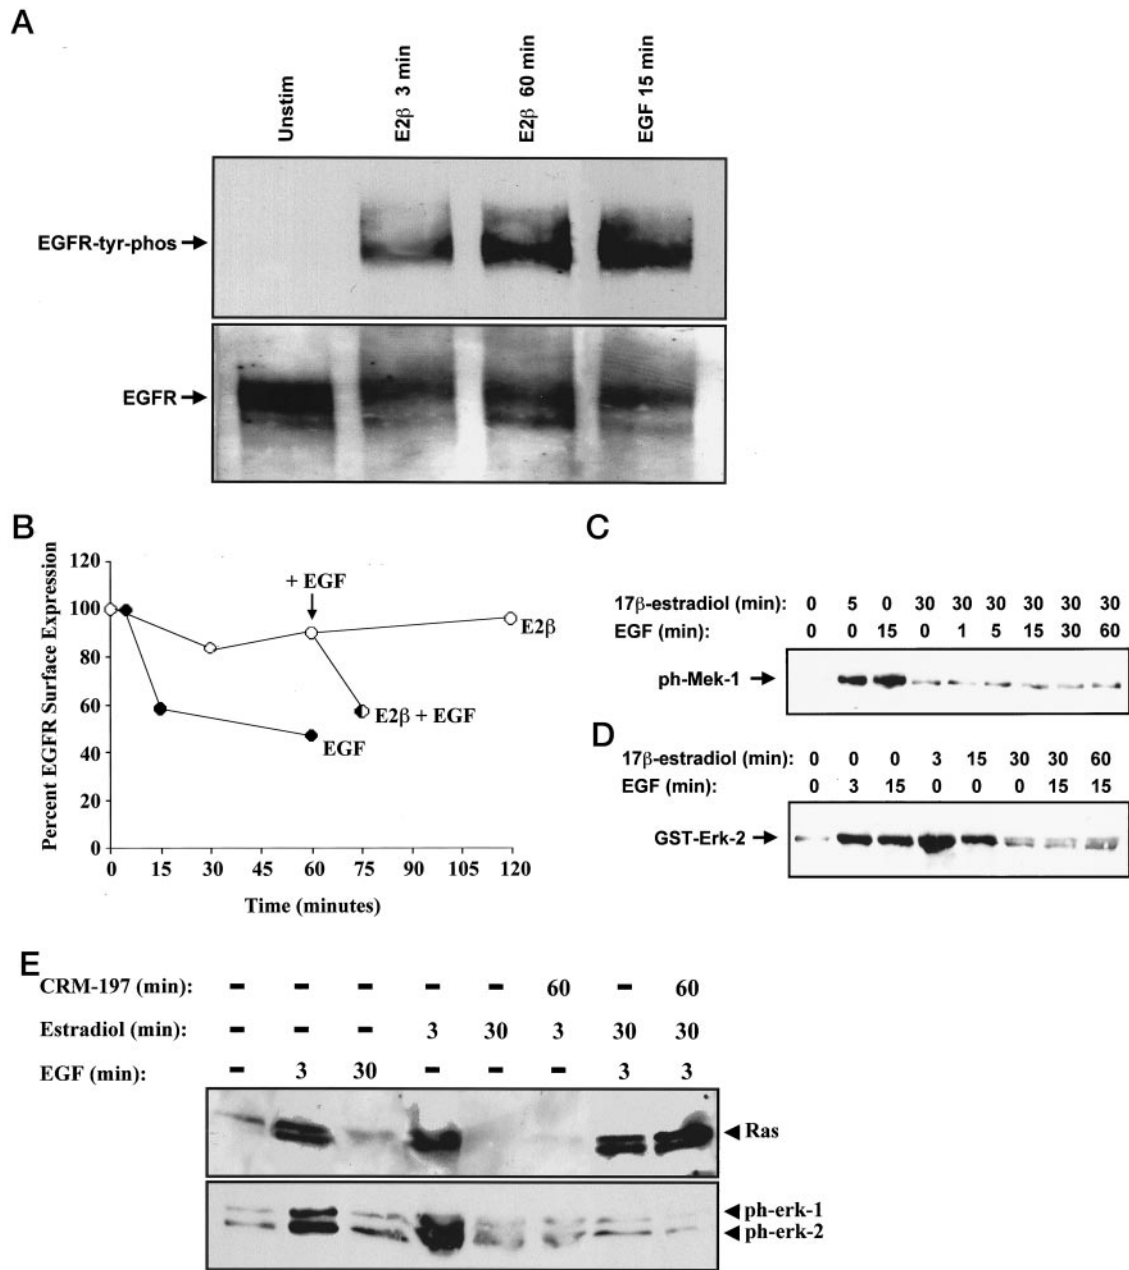 A
Unstim
E2β 3 min
E2β 60 min
EGF 15 min
EGFR-tyr-phos
EGFR
B
Percent EGFR Surface Expression
120
100
80
60
40
20
0
+ EGF
E2β
E2β + EGF
EGF
0 15 30 45 60 75 90 105 120
Time (minutes)
C
17β-estradiol (min): 0 5 0 30 30 30 30 30 30
EGF (min): 0 0 15 0 1 5 15 30 60
ph-Mek-1
D
17β-estradiol (min): 0 0 0 3 15 30 30 60
EGF (min): 0 3 15 0 0 0 15 15
GST-Erk-2
E
CRM-197 (min): - - - - - 60 - 60
Estradiol (min): - - - 3 30 3 30 30
EGF (min): - 3 30 - - - 3 3
Ras
ph-erk-1
ph-erk-2